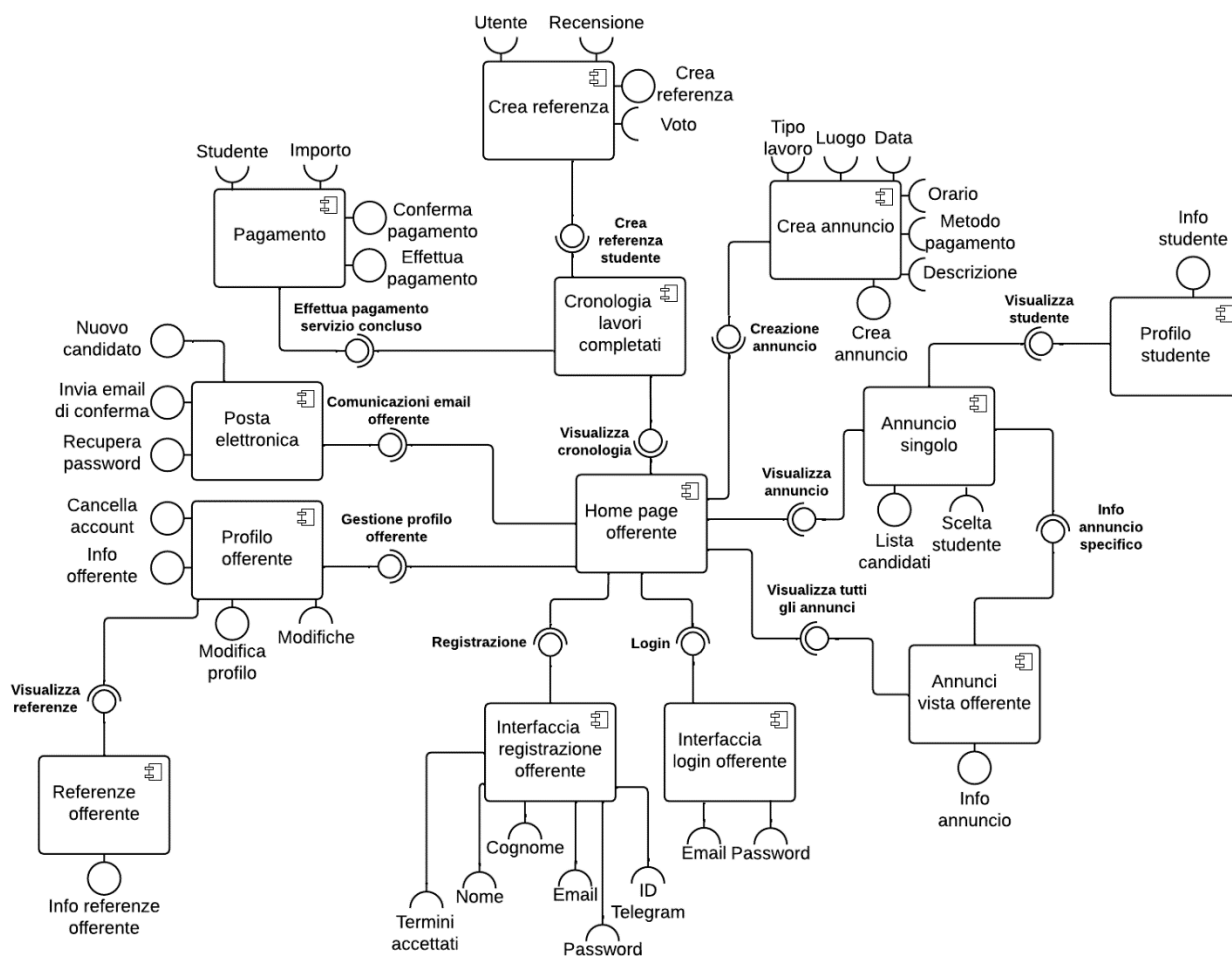 Utente
Recensione
Crea referenza
Crea
referenza
Voto
Studente
Importo
Pagamento
Conferma
pagamento
Effettua
pagamento
Crea
referenza
studente
Tipo
lavoro
Luogo
Data
Crea annuncio
Orario
Metodo
pagamento
Descrizione
Crea
annuncio
Info
studente
Profilo
studente
Visualizza
studente
Effettua pagamento
servizio concluso
Cronologia
lavori
completati
Creazione
annuncio
Nuovo
candidato
Invia email
di conferma
Recupera
password
Posta
elettronica
Comunicazioni email
offerente
Visualizza
cronologia
Annuncio
singolo
Visualizza
annuncio
Lista
candidati
Scelta
studente
Info
annuncio
specifico
Cancella
account
Info
offerente
Profilo
offerente
Gestione profilo
offerente
Home page
offerente
Modifica
profilo
Modifiche
Visualizza tutti
gli annunci
Registrazione
Login
Visualizza
referenze
Annunci
vista offerente
Info
annuncio
Referenze
offerente
Info referenze
offerente
Interfaccia
registrazione
offerente
Interfaccia
login offerente
Termini
accettati
Nome
Cognome
Email
Password
ID
Telegram
Email
Password